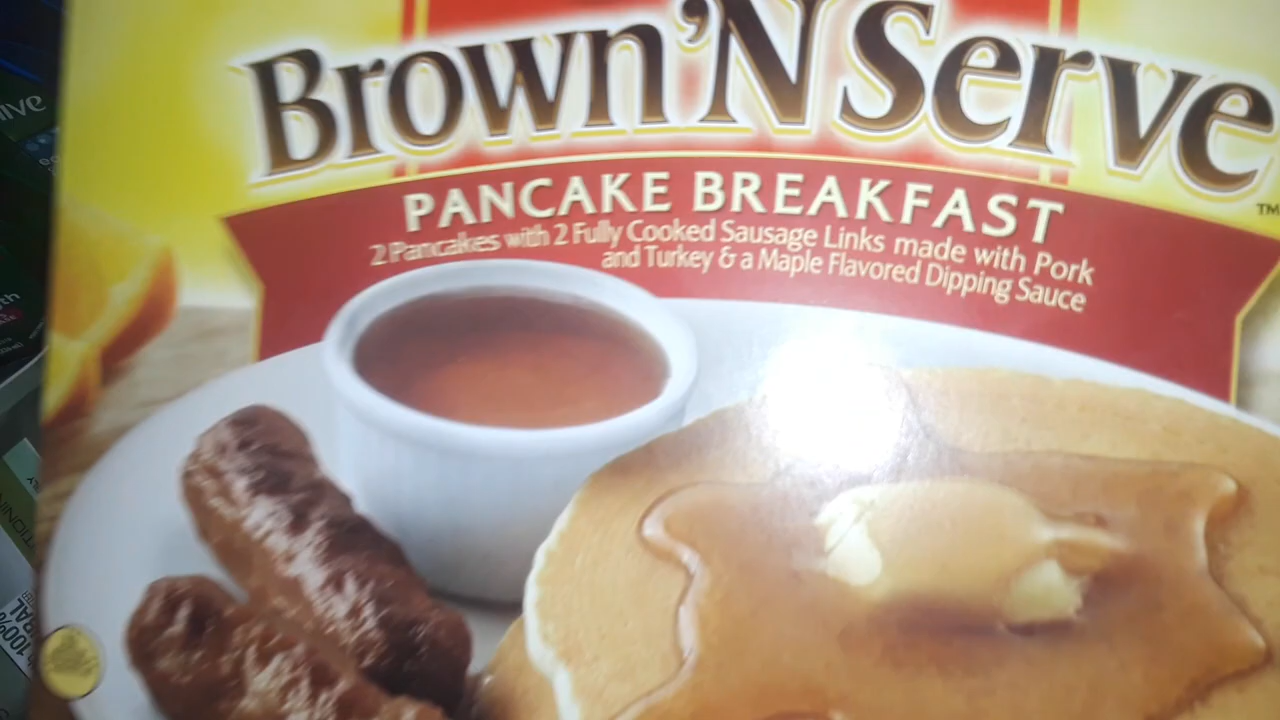 Brown'N Serve
TM
PANCAKE BREAKFAST
2 Pancakes with 2 Fully Cooked Sausage Links made with Pork
and Turkey & a Maple Flavored Dipping Sauce
100%